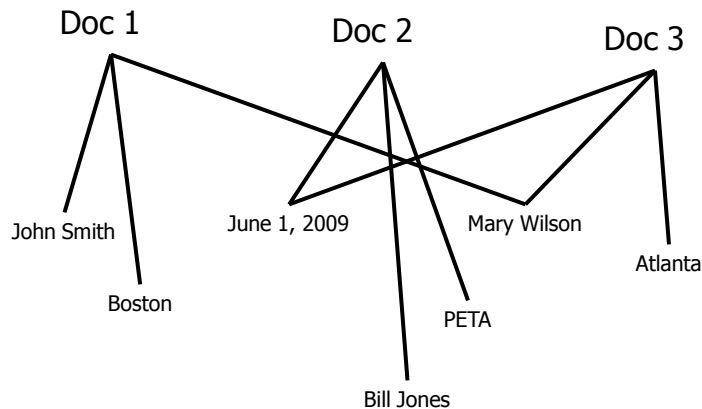 Doc 1
Doc 2
Doc 3
John Smith
June 1, 2009
Mary Wilson
Atlanta
Boston
PETA
Bill Jones